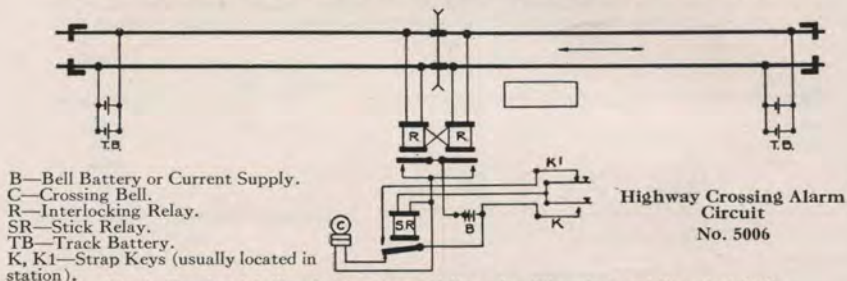 T.B.
R
R
T.B.
K1
B—Bell Battery or Current Supply.
C—Crossing Bell.
R—Interlocking Relay.
SR—Stick Relay.
TB—Track Battery.
K, K1—Strap Keys (usually located in
station).
C
SR
B
K
Highway Crossing Alarm
Circuit
No. 5006